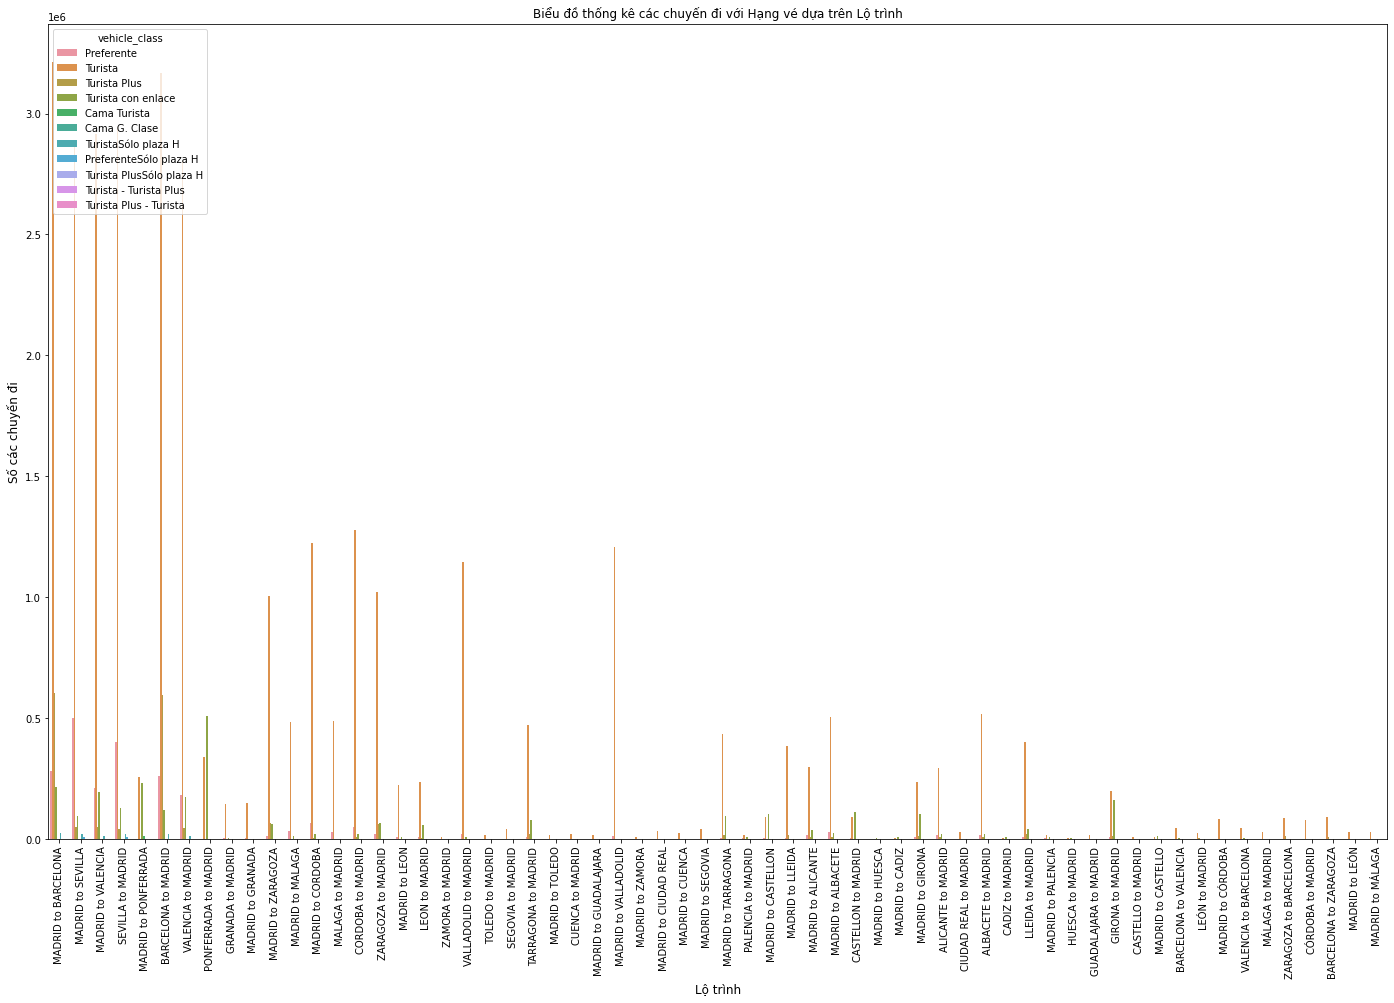 Biểu đồ thống kê các chuyến đi với Hạng vé dựa trên Lộ trình
1e6
vehicle_class
Preferente
Turista
Turista Plus
Turista con enlace
Cama Turista
Cama G. Clase
TuristaSólo plaza H
PreferenteSólo plaza H
Turista PlusSólo plaza H
Turista - Turista Plus
Turista Plus - Turista
3.0
2.5
2.0
1.5
1.0
0.5
0.0
Số các chuyến đi
MADRID to BARCELONA
MADRID to SEVILLA
MADRID to VALENCIA
SEVILLA to MADRID
MADRID to PONFERRADA
BARCELONA to MADRID
VALENCIA to MADRID
PONFERRADA to MADRID
GRANADA to MADRID
MADRID to GRANADA
MADRID to ZARAGOZA
MADRID to MALAGA
MADRID to CORDOBA
MALAGA to MADRID
CORDOBA to MADRID
ZARAGOZA to MADRID
MADRID to LEON
LEON to MADRID
ZAMORA to MADRID
VALLADOLID to MADRID
TOLEDO to MADRID
SEGOVIA to MADRID
TARRAGONA to MADRID
MADRID to TOLEDO
CUENCA to MADRID
MADRID to GUADALAJARA
MADRID to VALLADOLID
MADRID to ZAMORA
MADRID to CIUDAD REAL
MADRID to CUENCA
MADRID to SEGOVIA
MADRID to TARRAGONA
PALENCIA to MADRID
MADRID to CASTELLON
MADRID to LLEIDA
MADRID to ALICANTE
MADRID to ALBACETE
CASTELLON to MADRID
MADRID to HUESCA
MADRID to CADIZ
MADRID to GIRONA
ALICANTE to MADRID
CIUDAD REAL to MADRID
ALBACETE to MADRID
CADIZ to MADRID
LLEIDA to MADRID
MADRID to PALENCIA
HUESCA to MADRID
GUADALAJARA to MADRID
GIRONA to MADRID
CASTELLO to MADRID
MADRID to CASTELLO
BARCELONA to VALENCIA
LEÓN to MADRID
MADRID to CÓRDOBA
VALENCIA to BARCELONA
MÁLAGA to MADRID
ZARAGOZA to BARCELONA
CÓRDOBA to MADRID
BARCELONA to ZARAGOZA
MADRID to LEÓN
MADRID to MÁLAGA
Lộ trình